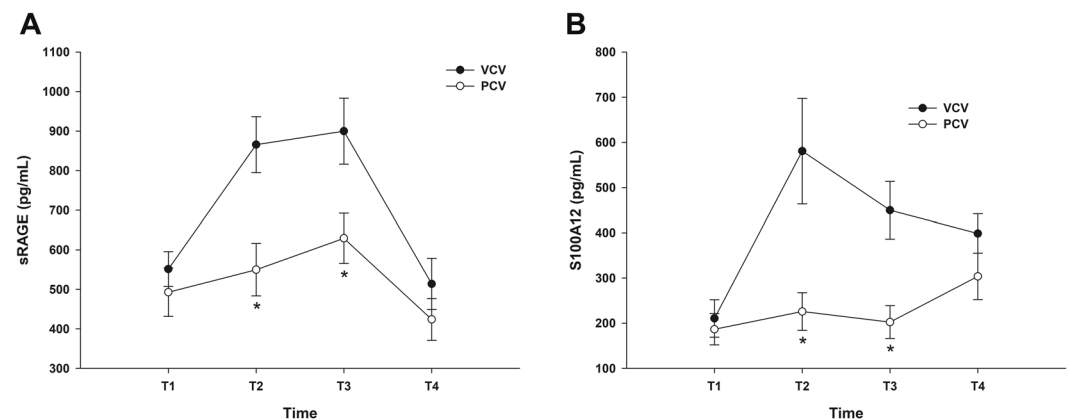 A
1100
1000
900
800
700
600
500
400
300
sRAGE (pg/mL)
VCV
PCV
*
*
T1 T2 T3 T4
Time
B
800
700
600
500
400
300
200
100
S100A12 (pg/mL)
VCV
PCV
*
*
T1 T2 T3 T4
Time